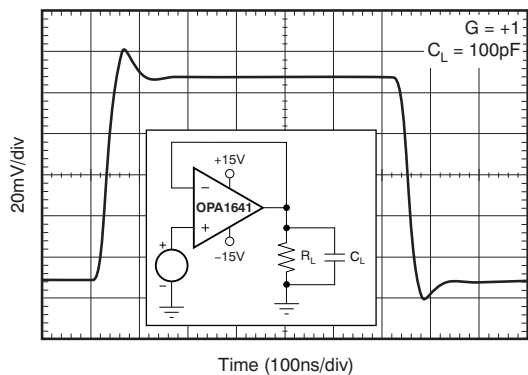 G = +1
C_L = 100pF
20mV/div
+15V
−
OPA1641
+
+
−15V
R_L
C_L
−
Time (100ns/div)